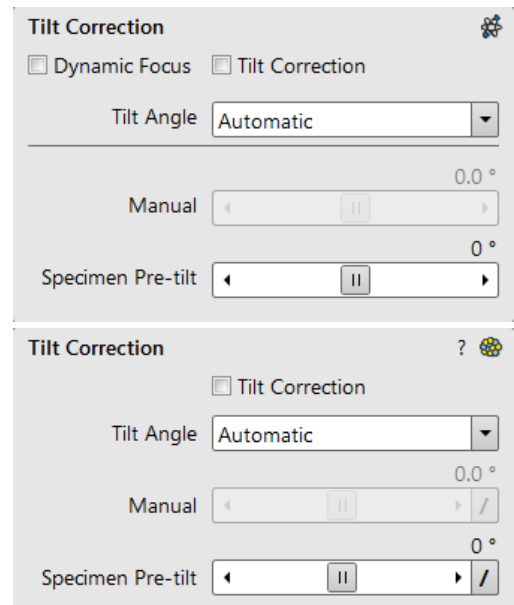 Tilt Correction
Dynamic Focus Tilt Correction
Tilt Angle Automatic
0.0 °
Manual
0 °
Specimen Pre-tilt
Tilt Correction ?
Tilt Correction
Tilt Angle Automatic
0.0 °
Manual /
0 °
Specimen Pre-tilt /